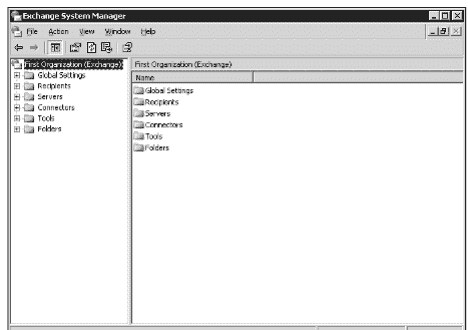 Exchange System Manager
File Action View Window Help
First Organization (Exchange)
Global Settings
Recipients
Servers
Connectors
Tools
Folders
First Organization (Exchange)
Name
Global Settings
Recipients
Servers
Connectors
Tools
Folders